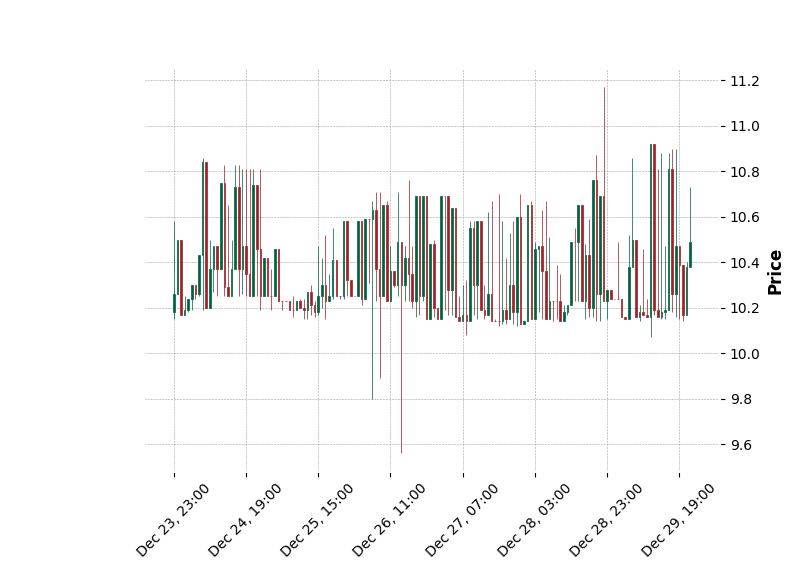 11.2
11.0
10.8
10.6
10.4
10.2
10.0
9.8
9.6
Price
Dec 23, 23:00
Dec 24, 19:00
Dec 25, 15:00
Dec 26, 11:00
Dec 27, 07:00
Dec 28, 03:00
Dec 28, 23:00
Dec 29, 19:00